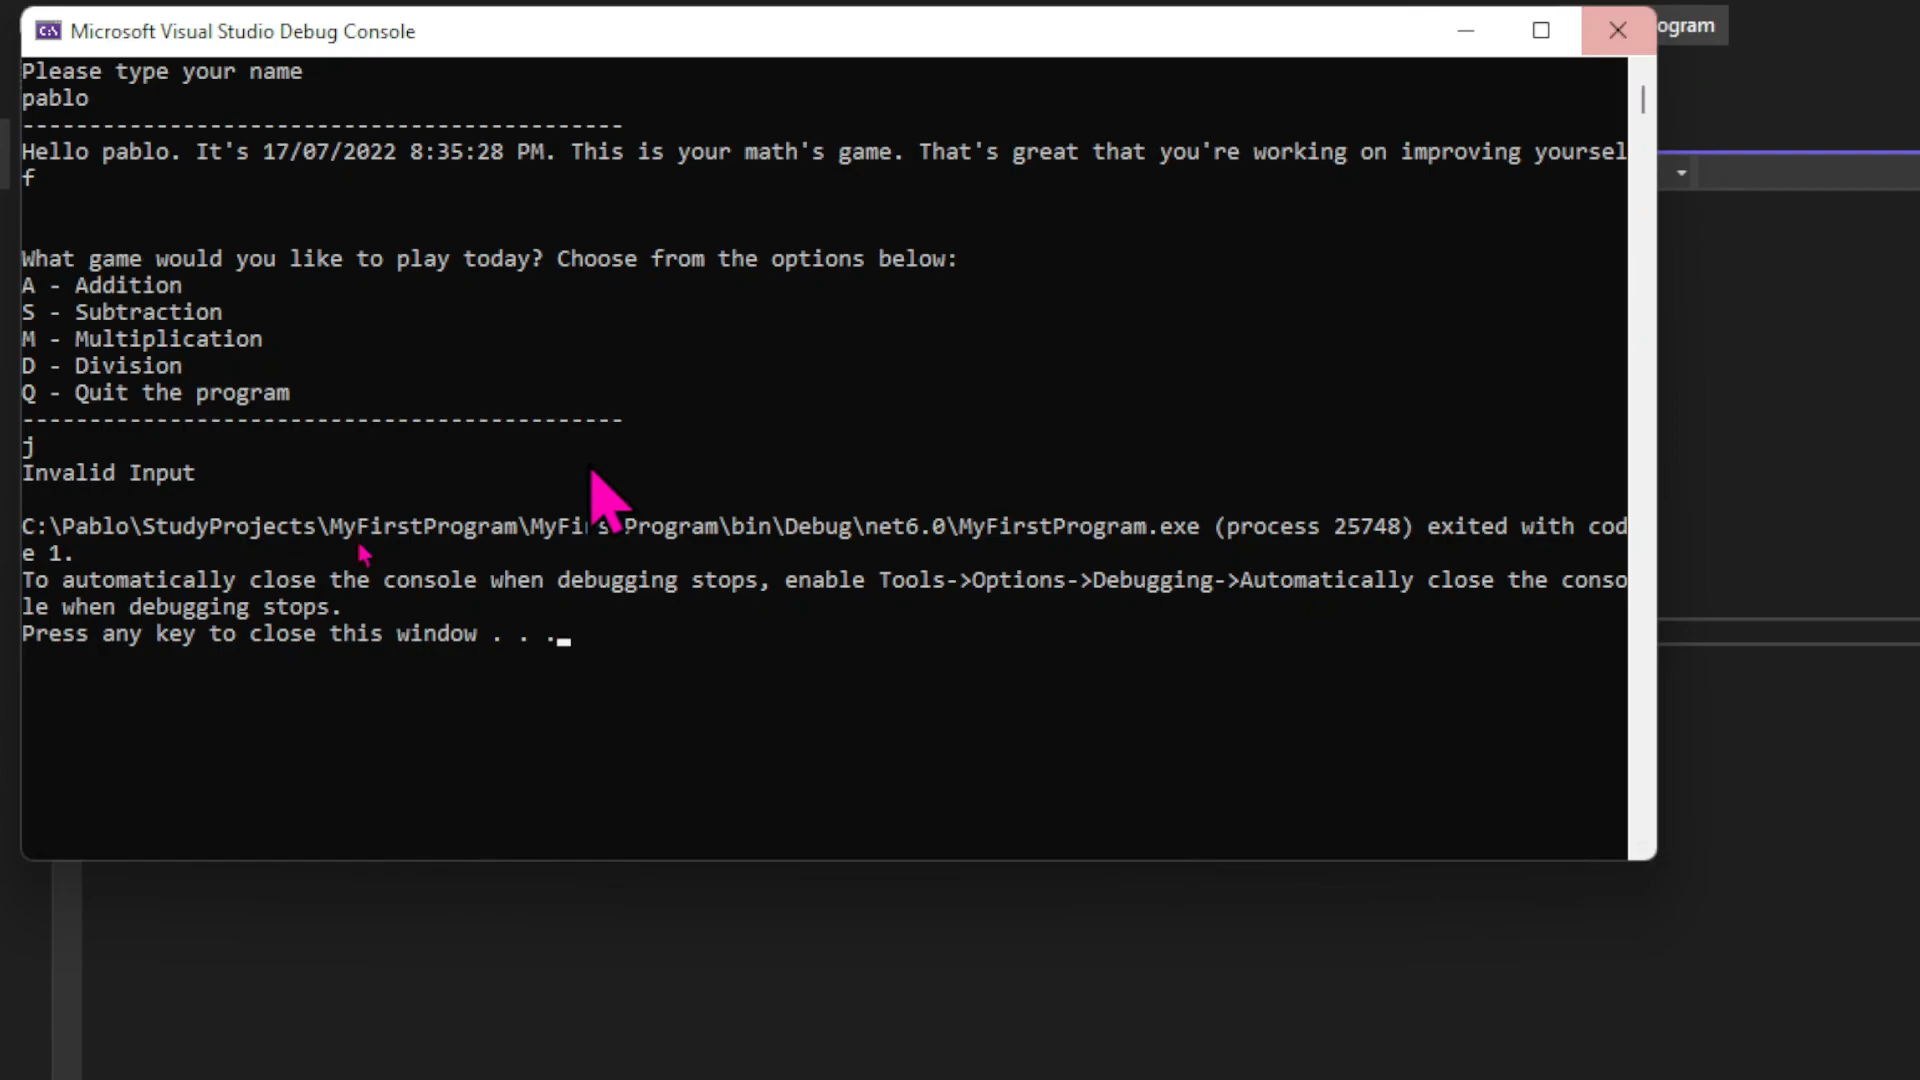 Microsoft Visual Studio Debug Console
ogram
Please type your name
pablo
---------------------------------------------
Hello pablo. It's 17/07/2022 8:35:28 PM. This is your math's game. That's great that you're working on improving yoursel
f
What game would you like to play today? Choose from the options below:
A - Addition
S - Subtraction
M - Multiplication
D - Division
Q - Quit the program
---------------------------------------------
j
Invalid Input
C:\Pablo\StudyProjects\MyFirstProgram\MyFirstProgram\bin\Debug\net6.0\MyFirstProgram.exe (process 25748) exited with cod
e 1.
To automatically close the console when debugging stops, enable Tools->Options->Debugging->Automatically close the conso
le when debugging stops.
Press any key to close this window . . .